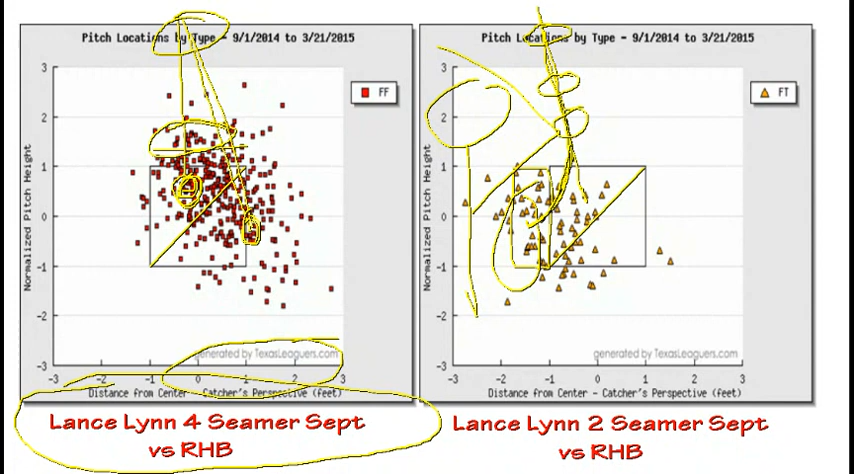 Pitch Locations by Type - 9/1/2014 to 3/21/2015
3
2
1
0
-1
-2
-3
Normalized Pitch Height
FF
generated by TexasLeaguers.com
-3 -2 -1 0 1 2 3
Distance from Center - Catcher's Perspective (feet)
Lance Lynn 4 Seamer Sept
vs RHB
Pitch Locations by Type - 9/1/2014 to 3/21/2015
3
2
1
0
-1
-2
-3
Normalized Pitch Height
FT
generated by TexasLeaguers.com
-3 -2 -1 0 1 2 3
Distance from Center - Catcher's Perspective (feet)
Lance Lynn 2 Seamer Sept
vs RHB